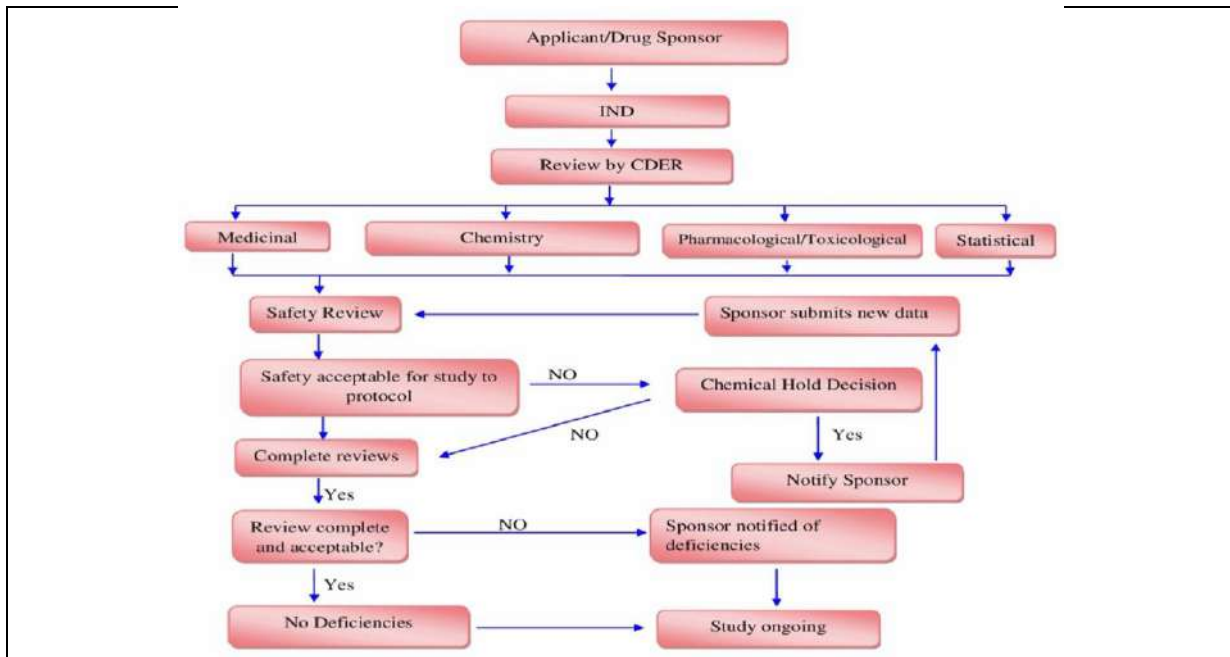 Applicant/Drug Sponsor
IND
Review by CDER
Medicinal
Chemistry
Pharmacological/Toxicological
Statistical
Safety Review
Sponsor submits new data
Safety acceptable for study to
protocol
NO
Chemical Hold Decision
NO
Yes
Complete reviews
Notify Sponsor
Yes
Review complete
and acceptable?
NO
Sponsor notified of
deficiencies
Yes
No Deficiencies
Study ongoing